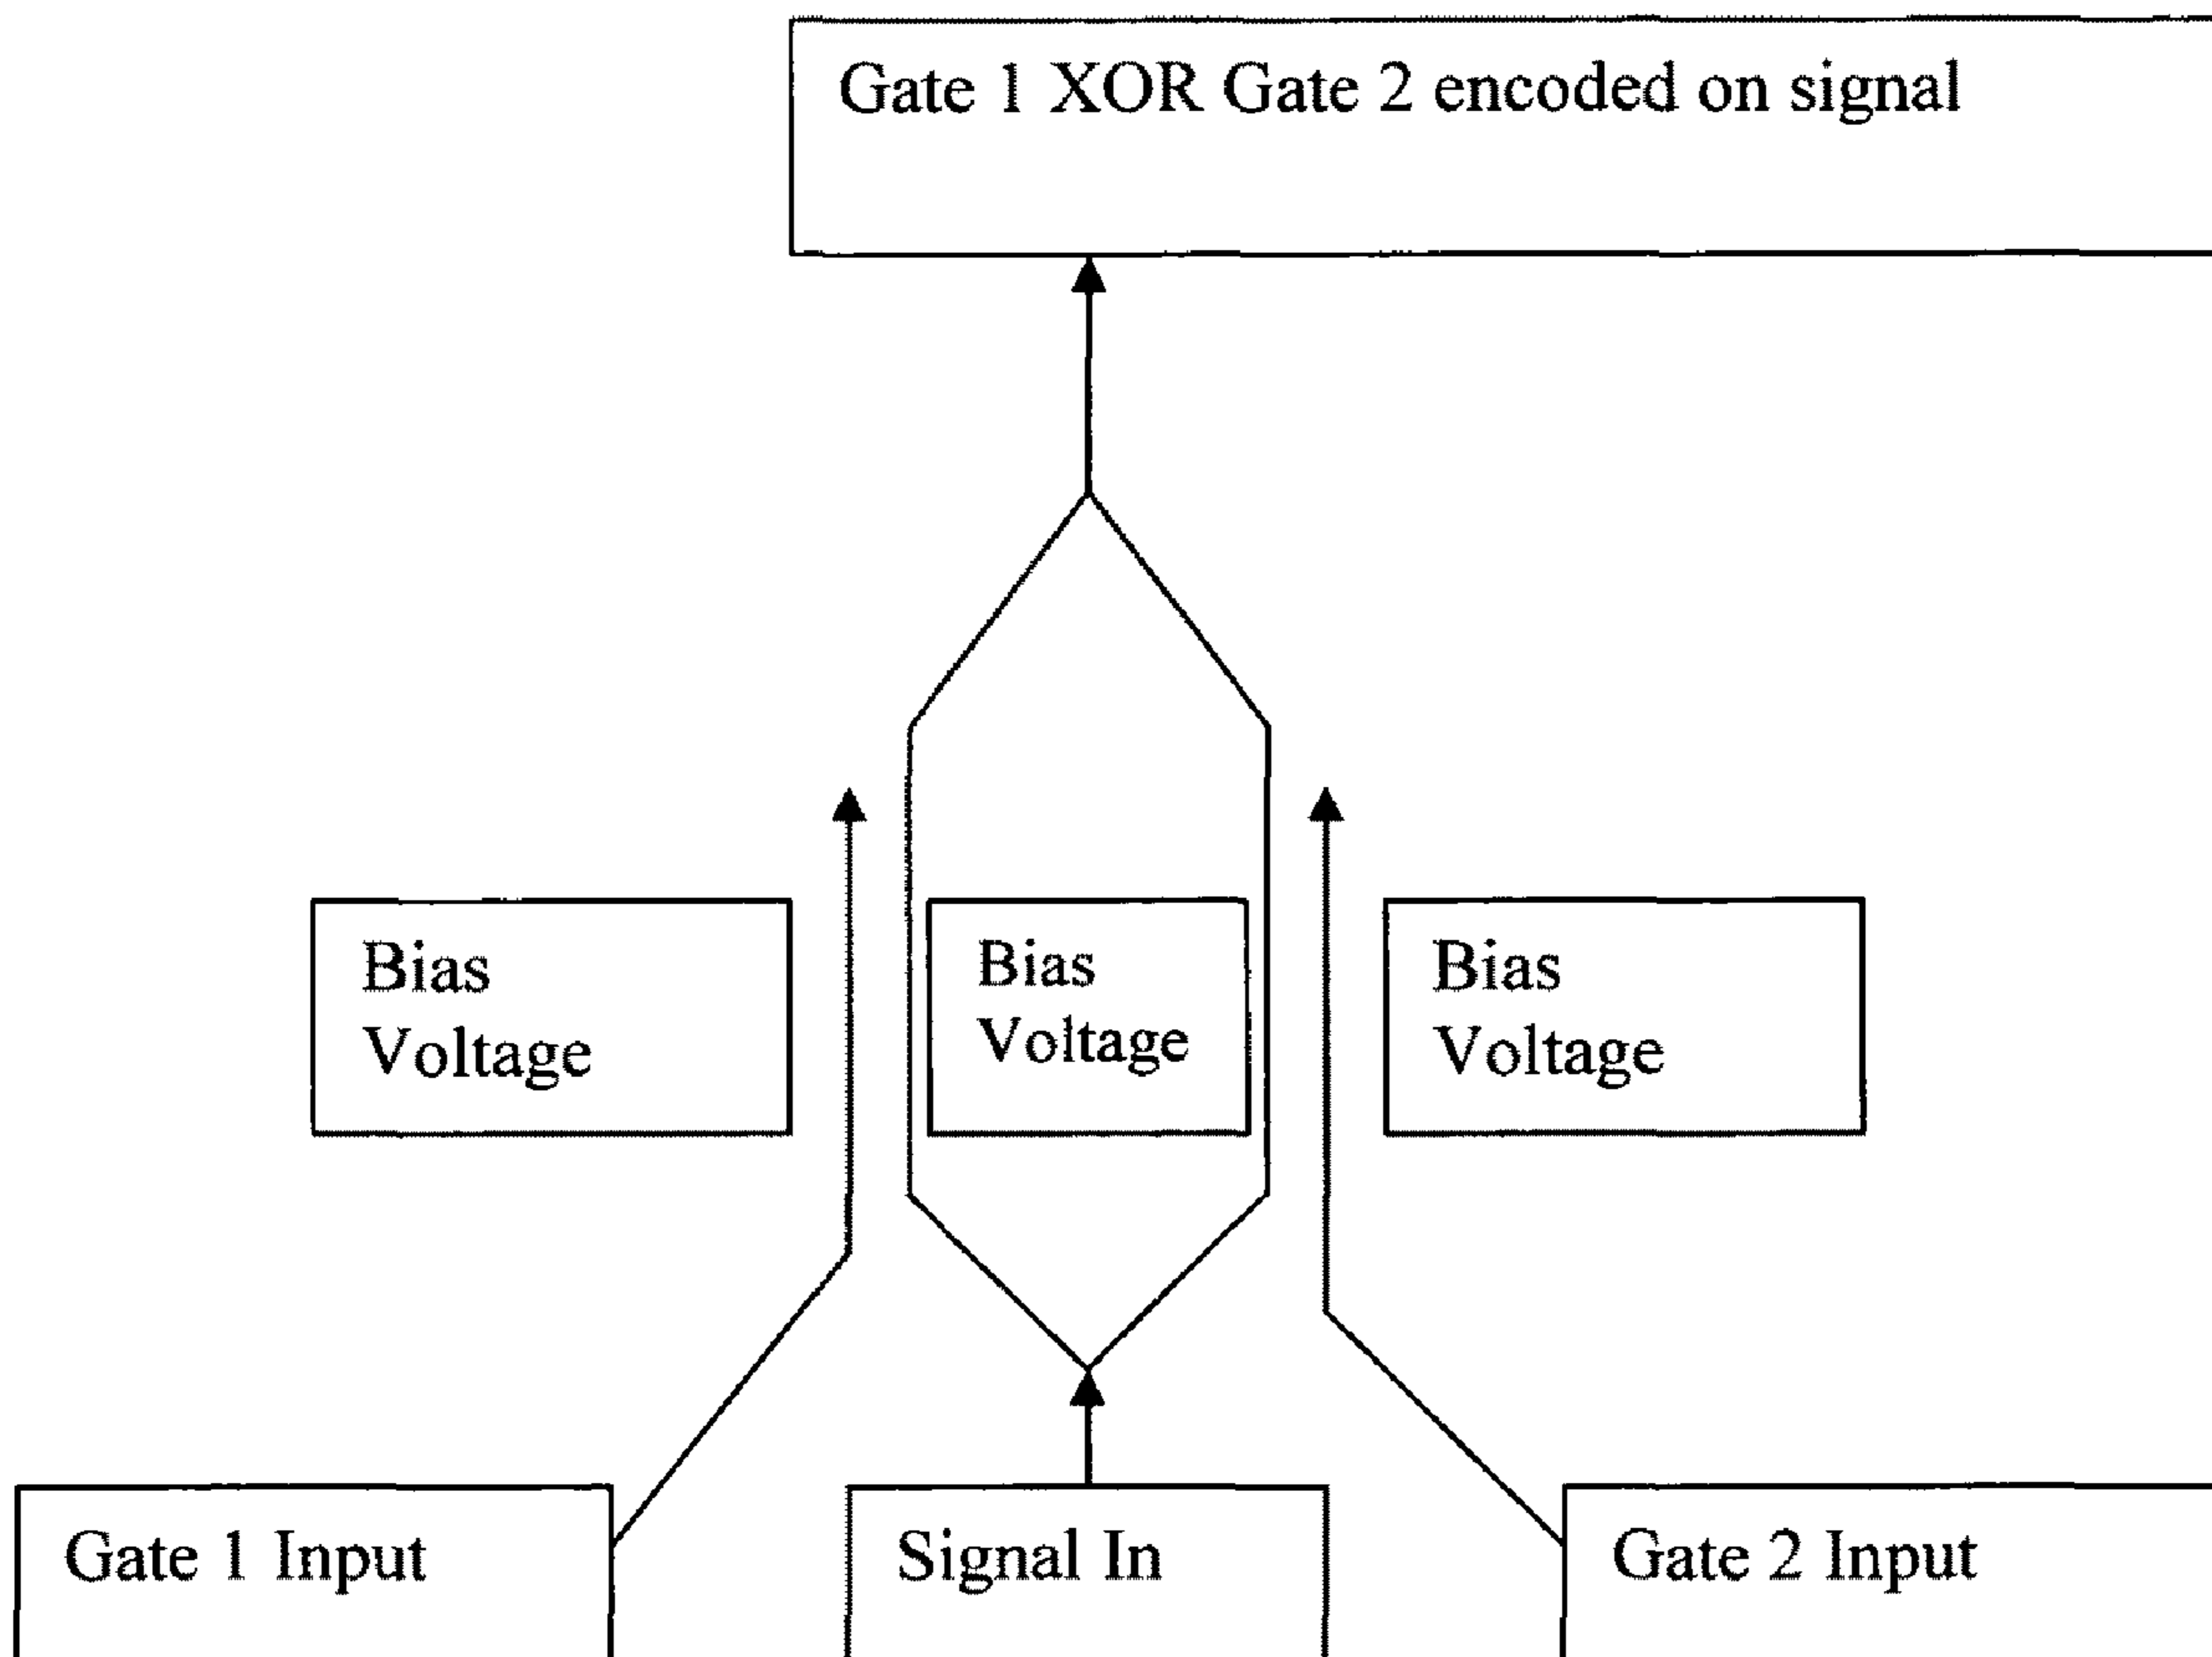 Gate 1 XOR Gate 2 encoded on signal
Bias
Voltage
Bias
Voltage
Bias
Voltage
Gate 1 Input
Signal In
Gate 2 Input